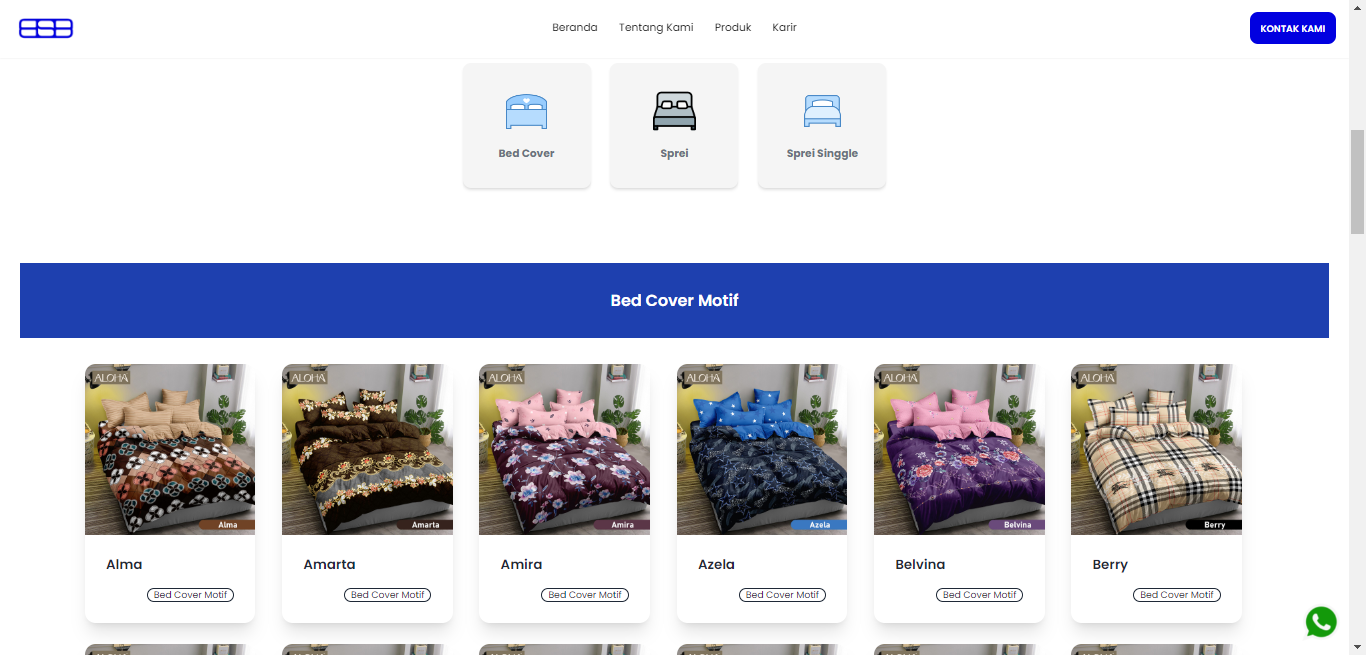 ESB
Beranda
Tentang Kami
Produk
Karir
KONTAK KAMI
Bed Cover
Sprei
Sprei Singgle
Bed Cover Motif
ALOHA
ALOHA
ALOHA
ALOHA
ALOHA
ALOHA
Alma
Amarta
Amira
Azela
Belvina
Berry
Alma
Amarta
Amira
Azela
Belvina
Berry
Bed Cover Motif
Bed Cover Motif
Bed Cover Motif
Bed Cover Motif
Bed Cover Motif
Bed Cover Motif